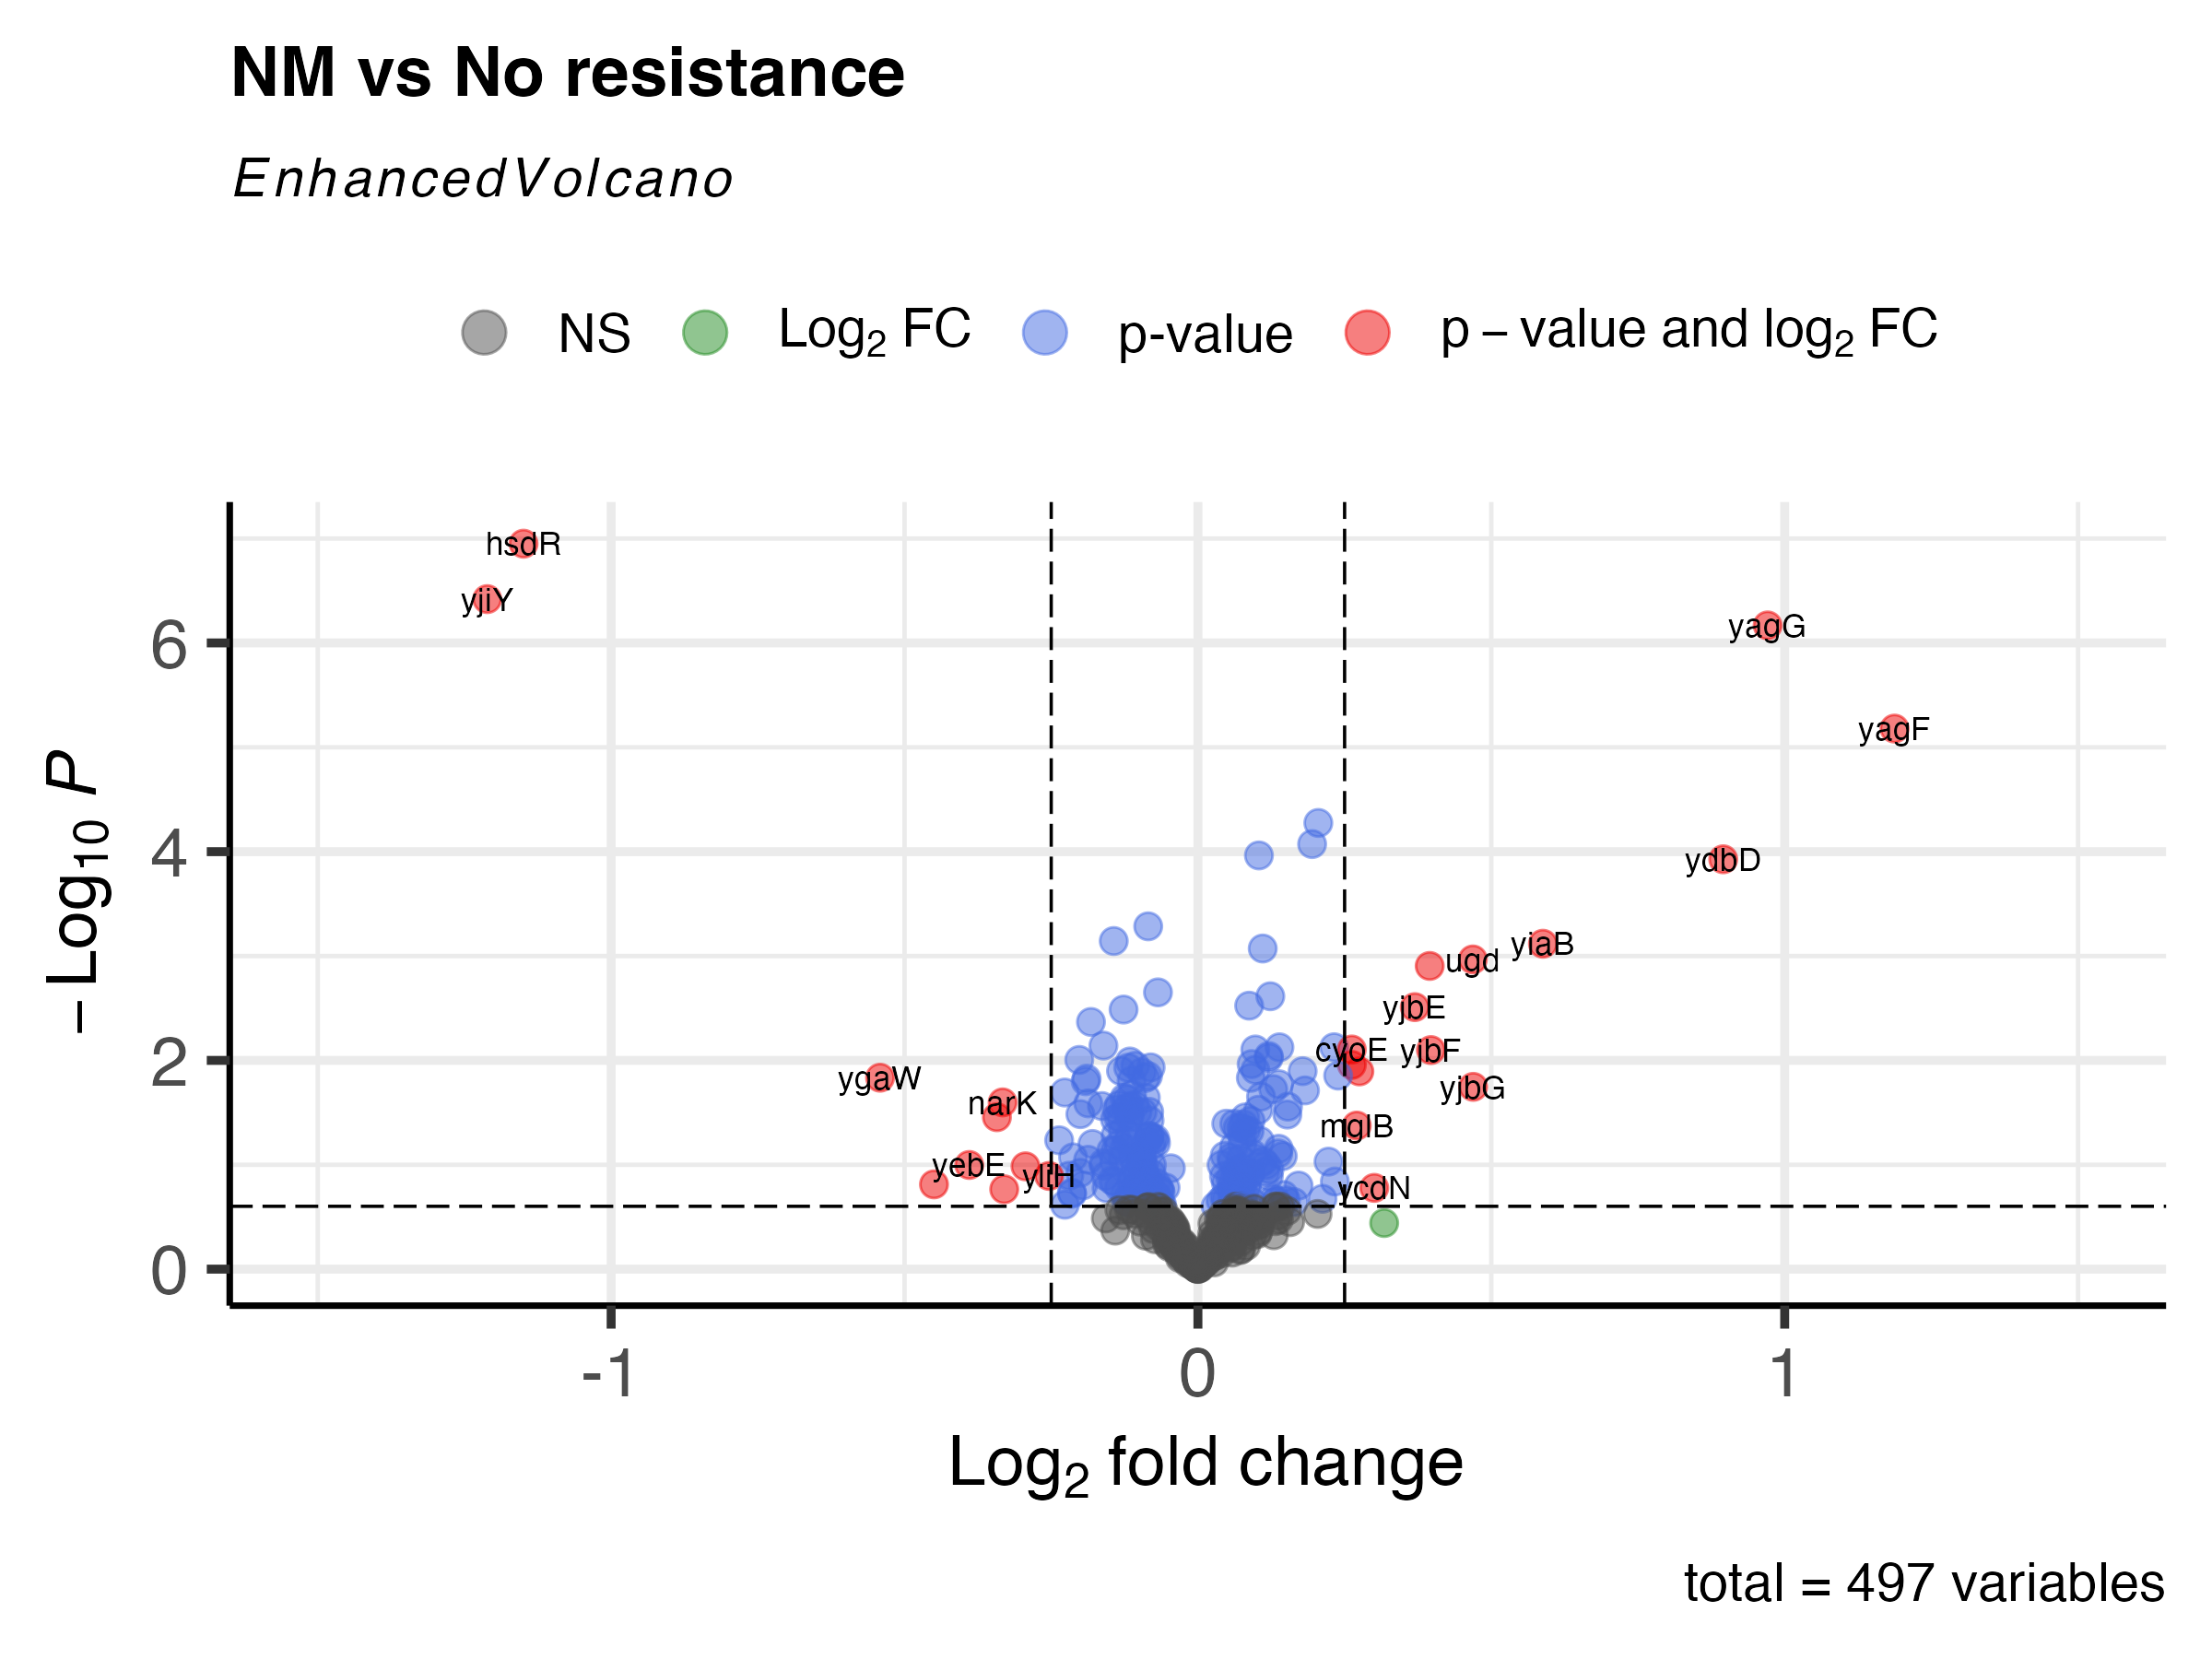 NM vs No resistance
EnhancedVolcano
NS
Log2 FC
p-value
p – value and log2 FC
hsdR
yjiY
yagG
yagF
ydbD
yiaB
ugd
yjbE
cyoE
yjbF
ygaW
yjbG
narK
mglB
yebE
yliH
ycdN
6
4
2
0
– Log10 P
-1 0 1
Log2 fold change
total = 497 variables